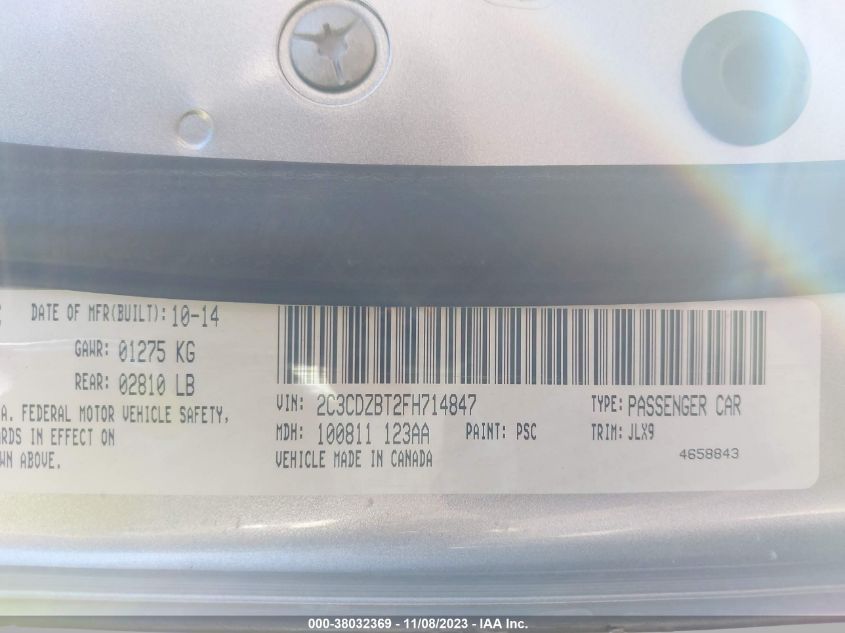 DATE OF MFR(BUILT): 10-14
GAWR: 01275 KG
REAR: 02810 LB
A. FEDERAL MOTOR VEHICLE SAFETY,
RDS IN EFFECT ON
WN ABOVE.
VIN: 2C3CDZBT2FH714847 TYPE: PASSENGER CAR
MDH: 100811 123AA PAINT: PSC TRIM: JLX9
VEHICLE MADE IN CANADA 4658843
000-38032369 - 11/08/2023 - IAA Inc.